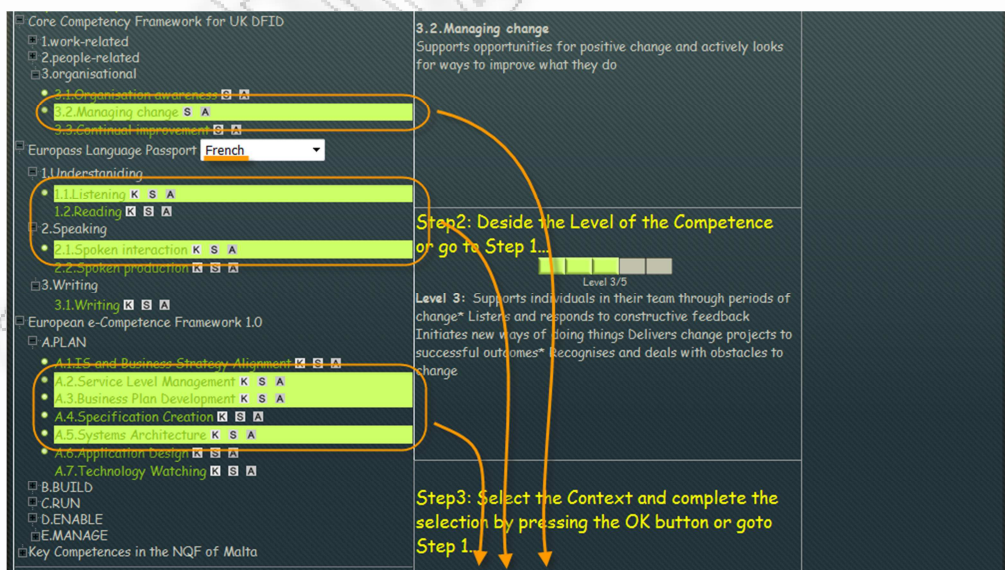 Core Competency Framework for UK DFID
1.work-related
2.people-related
3.organisational
3.1.Organisation awareness S A
3.2.Managing change S A
3.3.Continual improvement S A
Europass Language Passport French
1.Understaniding
1.1.Listening K S A
1.2.Reading K S A
2.Speaking
2.1.Spoken interaction K S A
2.2.Spoken production K S A
3.Writing
3.1.Writing K S A
European e-Competence Framework 1.0
A.PLAN
A.1.IS and Business Strategy Alignment K S A
A.2.Service Level Management K S A
A.3.Business Plan Development K S A
A.4.Specification Creation K S A
A.5.Systems Architecture K S A
A.6.Application Design K S A
A.7.Technology Watching K S A
B.BUILD
C.RUN
D.ENABLE
E.MANAGE
Key Competences in the NQF of Malta
3.2.Managing change
Supports opportunities for positive change and actively looks
for ways to improve what they do
Step2: Deside the Level of the Competence
or go to Step 1...
Level 3/5
Level 3: Supports individuals in their team through periods of
change* Listens and responds to constructive feedback
Initiates new ways of doing things Delivers change projects to
successful outcomes* Recognises and deals with obstacles to
change
Step3: Select the Context and complete the
selection by pressing the OK button or goto
Step 1...